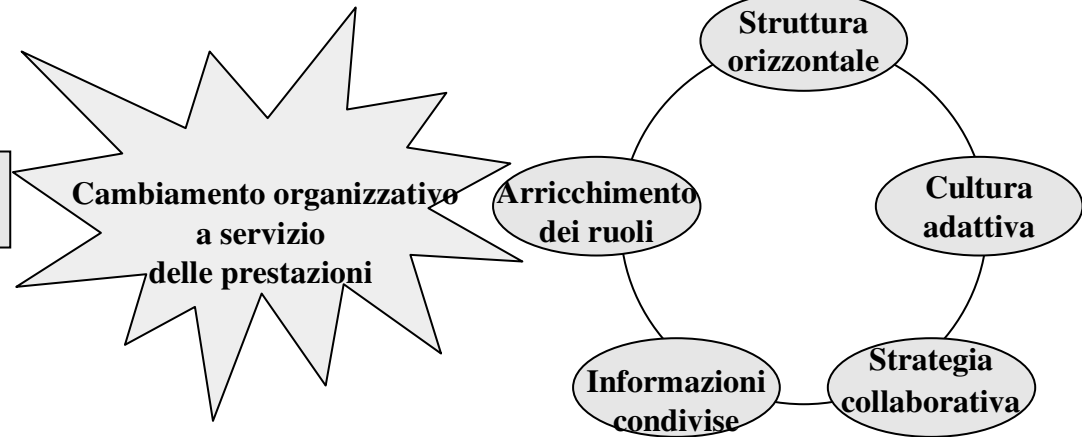 Cambiamento organizzativo
a servizio
delle prestazioni
Struttura
orizzontale
Arricchimento
dei ruoli
Cultura
adattiva
Informazioni
condivise
Strategia
collaborativa